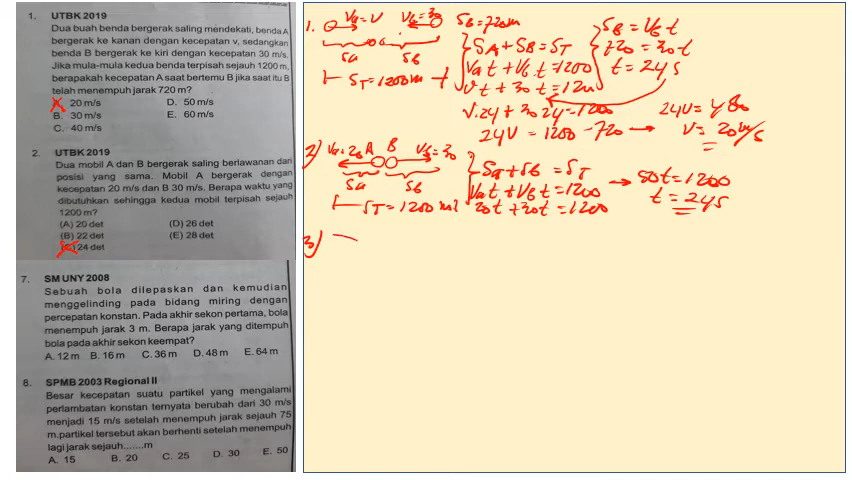 1. UTBK 2019
Dua buah benda bergerak saling mendekati, benda A
bergerak ke kanan dengan kecepatan v, sedangkan
benda B bergerak ke kiri dengan kecepatan 30 m/s.
Jika mula-mula kedua benda terpisah sejauh 1200 m,
berapakah kecepatan A saat bertemu B jika saat itu B
telah menempuh jarak 720 m?
A. 20 m/s D. 50 m/s
B. 30 m/s E. 60 m/s
C. 40 m/s
2. UTBK 2019
Dua mobil A dan B bergerak saling berlawanan dari
posisi yang sama. Mobil A bergerak dengan
kecepatan 20 m/s dan B 30 m/s. Berapa waktu yang
dibutuhkan sehingga kedua mobil terpisah sejauh
1200 m?
(A) 20 det (D) 26 det
(B) 22 det (E) 28 det
(C) 24 det
7. SM UNY 2008
Sebuah bola dilepaskan dan kemudian
menggelinding pada bidang miring dengan
percepatan konstan. Pada akhir sekon pertama, bola
menempuh jarak 3 m. Berapa jarak yang ditempuh
bola pada akhir sekon keempat?
A. 12 m B. 16 m C. 36 m D. 48 m E. 64 m
8. SPMB 2003 Regional II
Besar kecepatan suatu partikel yang mengalami
perlambatan konstan ternyata berubah dari 30 m/s
menjadi 15 m/s setelah menempuh jarak sejauh 75
m.partikel tersebut akan berhenti setelah menempuh
lagi jarak sejauh.......m
A. 15 B. 20 C. 25 D. 30 E. 50
1. Va = V Vb = 30 SB = 720 m
Sa Sb
ST = 1200 m
SA + SB = ST
Vat + Vb t = 1200
Vt + 30t = 1200
SB = VB t
720 = 30t
t = 24 s
V.24 + 30 24 = 1200
24V = 1200 - 720
24V = 480
V = 20 m/s
2) Va = 20 A B Vb = 30
Sa Sb
ST = 1200 m
Sa + Sb = ST
Vat + Vb t = 1200
20t + 30t = 1200
50t = 1200
t = 24 s
3)